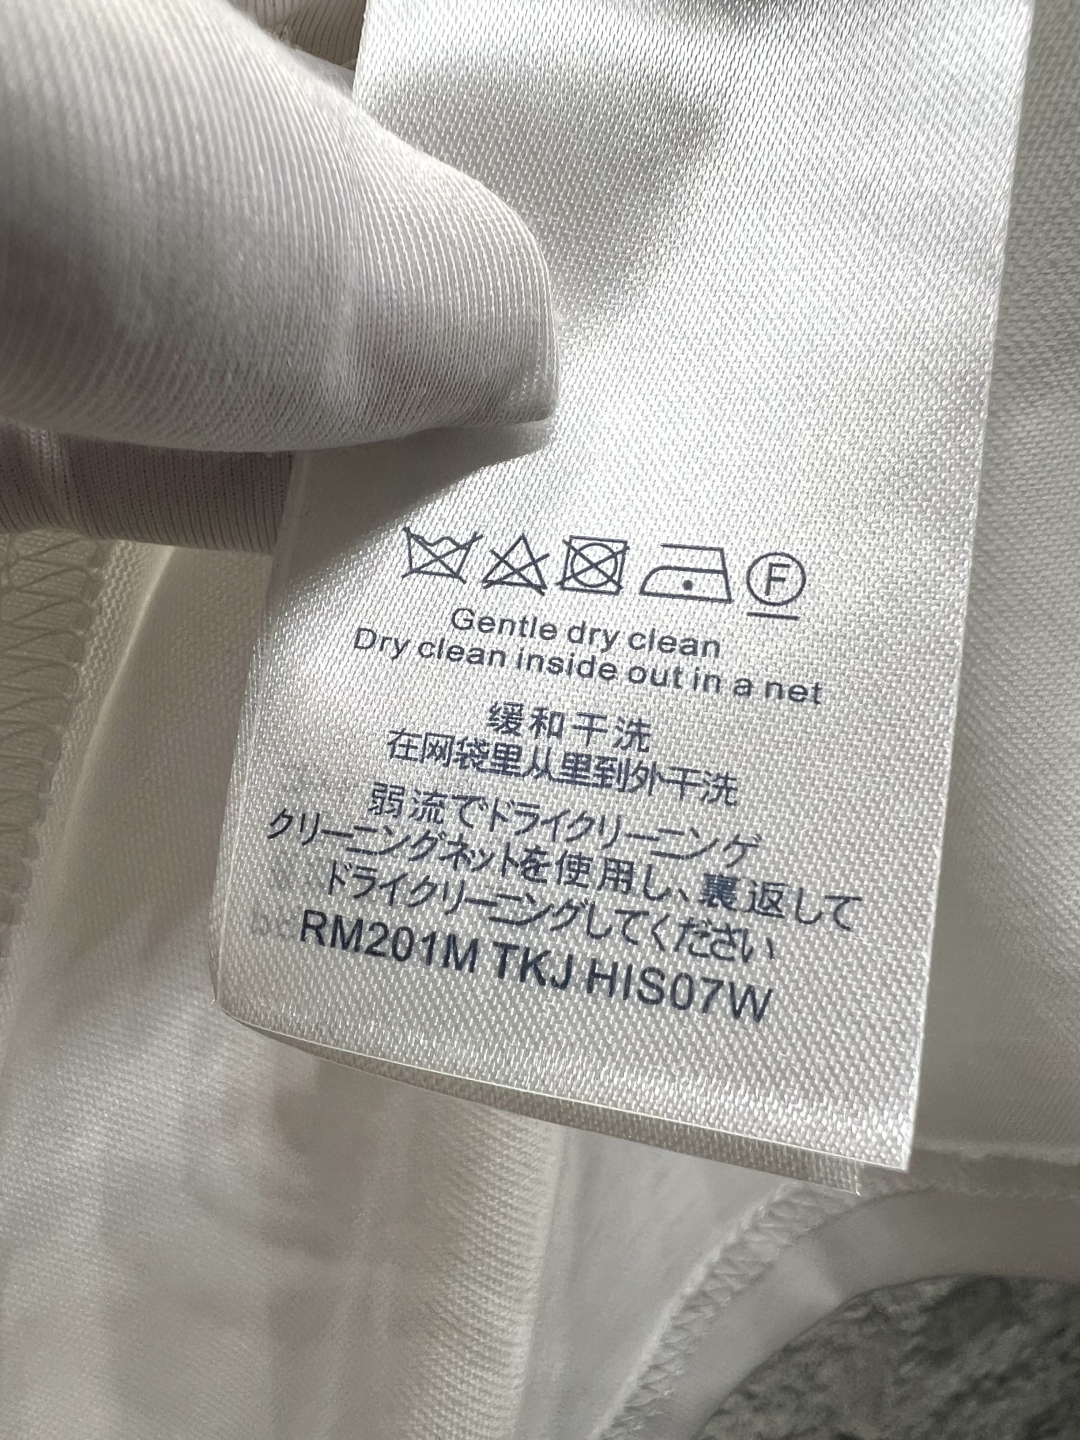 F
Gentle dry clean
Dry clean inside out in a net
缓和干洗
在网袋里从里到外干洗
弱流でドライクリーニンゲ
クリーニングネットを使用し、裏返して
ドライクリーニングしてください
RM201M TKJ HIS07W